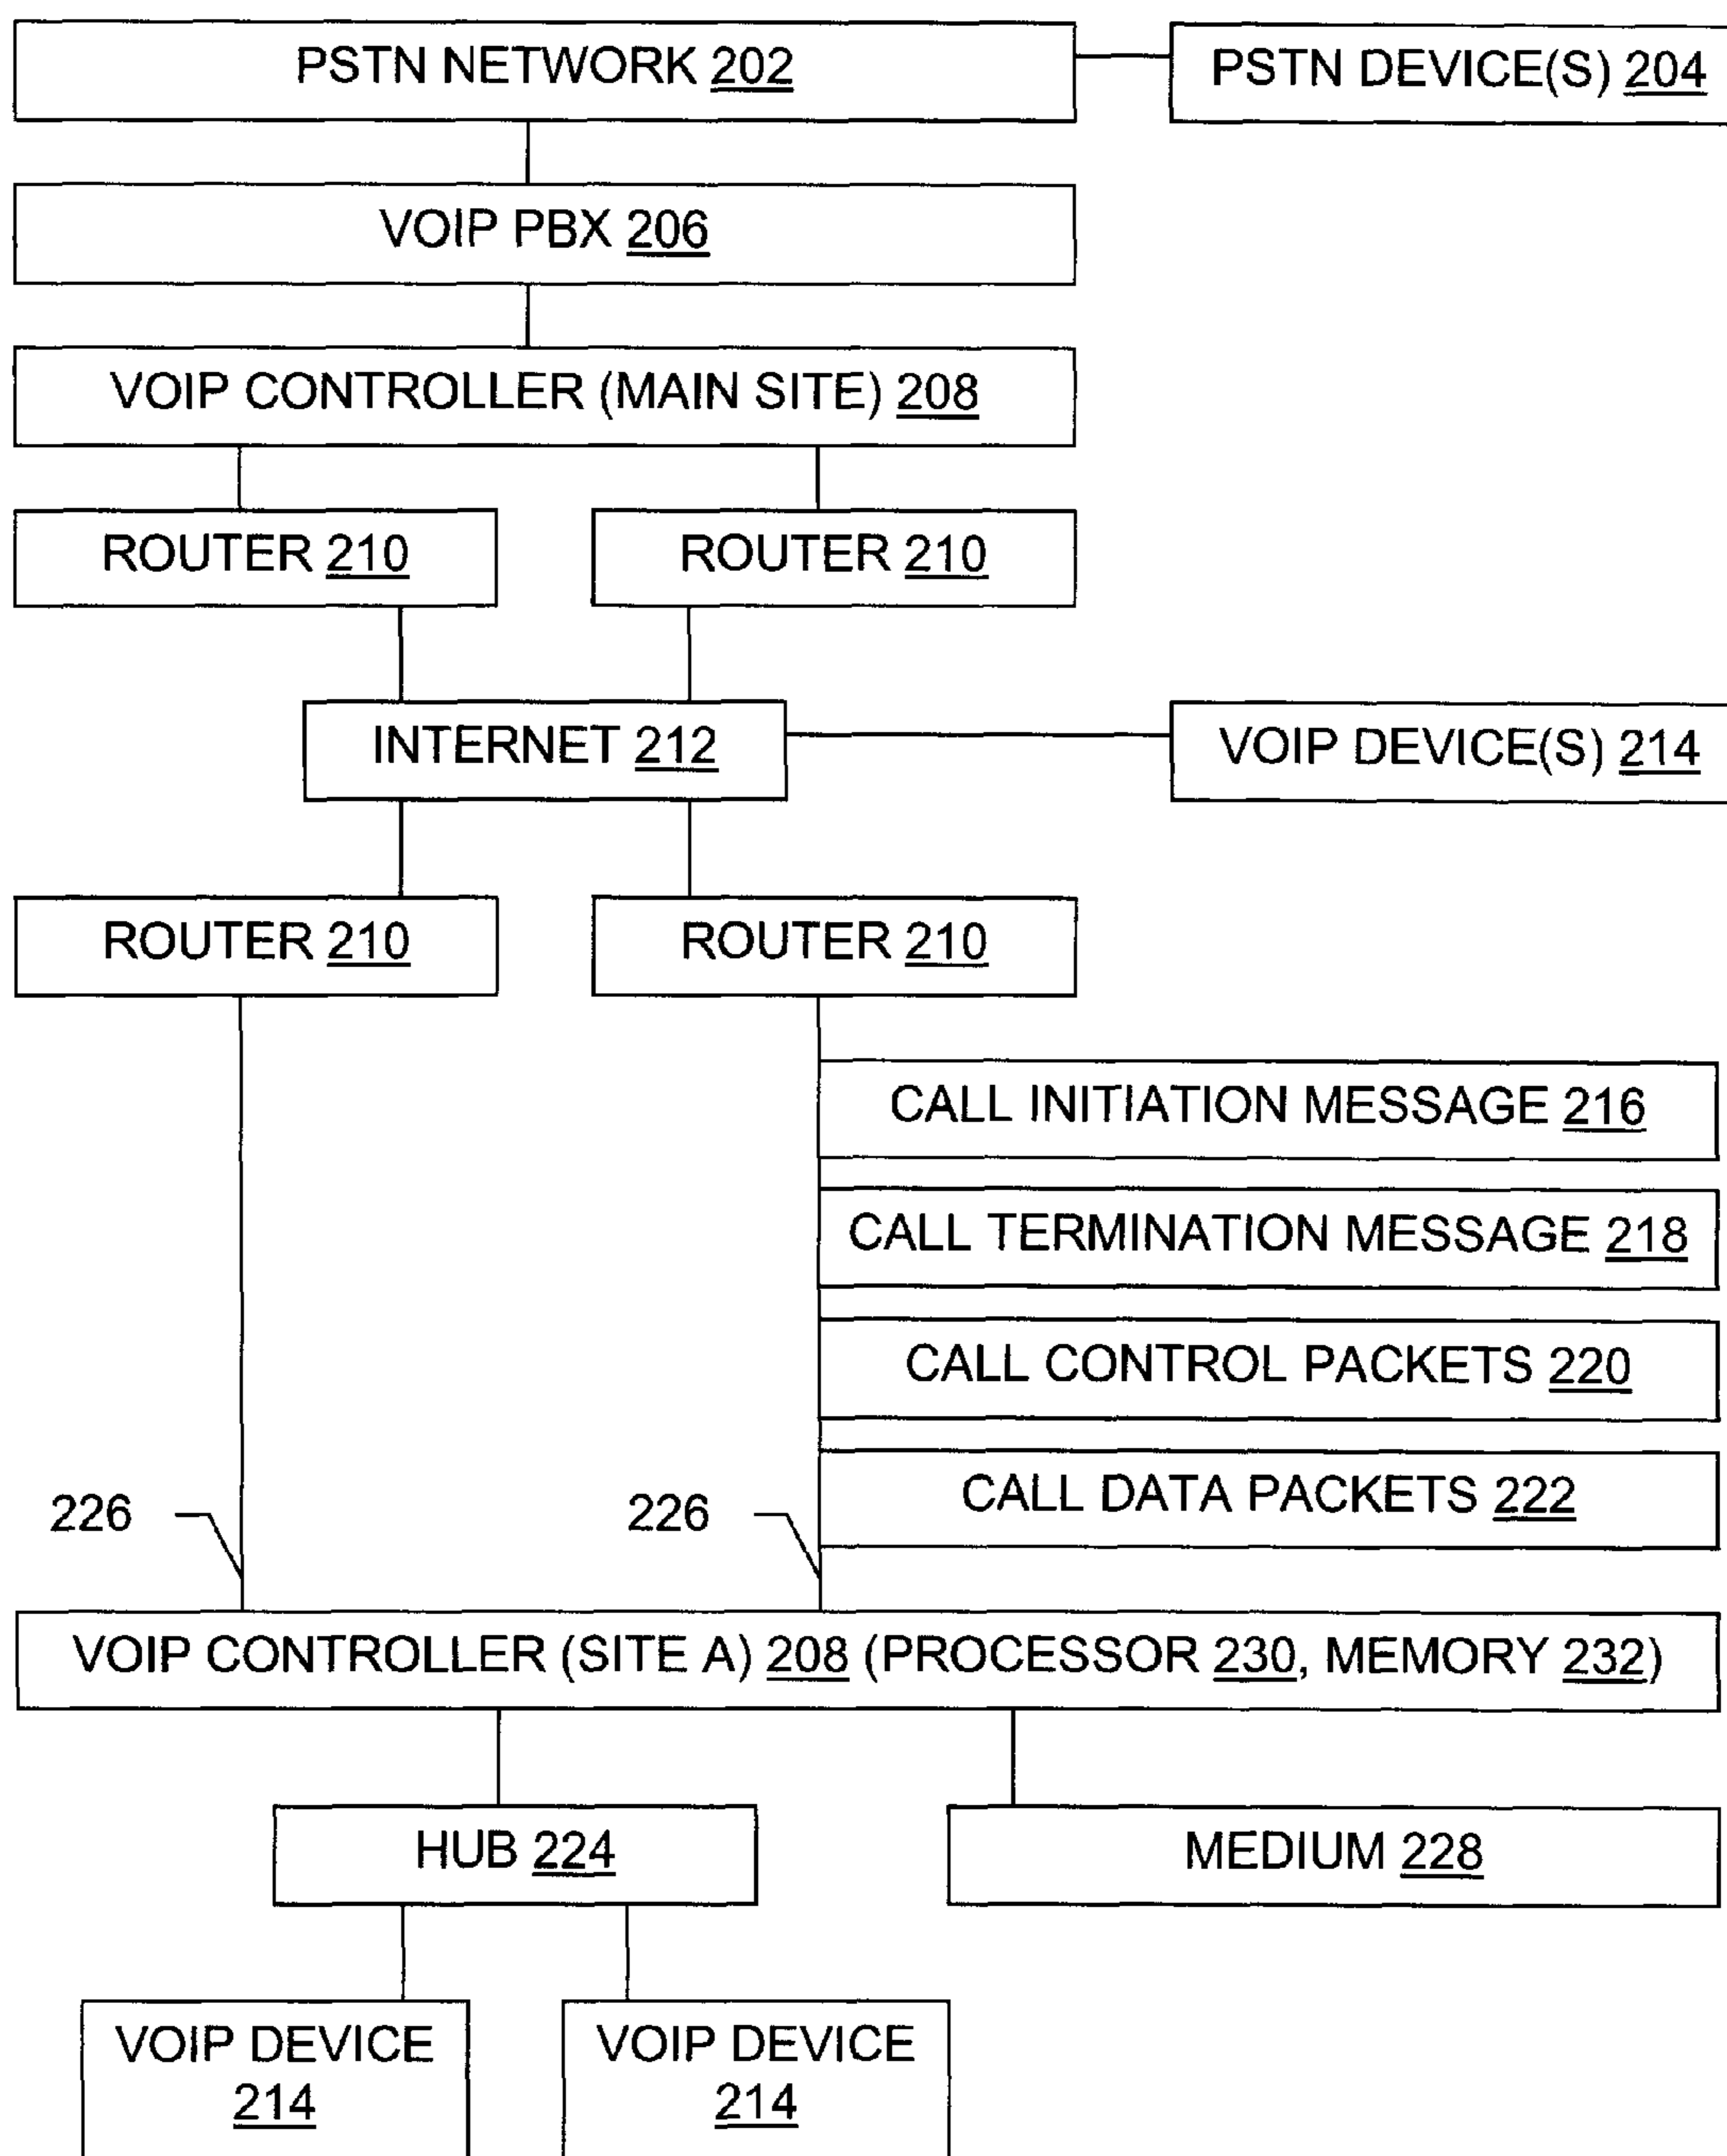 PSTN NETWORK 202
PSTN DEVICE(S) 204
VOIP PBX 206
VOIP CONTROLLER (MAIN SITE) 208
ROUTER 210
ROUTER 210
INTERNET 212
VOIP DEVICE(S) 214
ROUTER 210
ROUTER 210
CALL INITIATION MESSAGE 216
CALL TERMINATION MESSAGE 218
CALL CONTROL PACKETS 220
CALL DATA PACKETS 222
226
226
VOIP CONTROLLER (SITE A) 208 (PROCESSOR 230, MEMORY 232)
HUB 224
MEDIUM 228
VOIP DEVICE
214
VOIP DEVICE
214